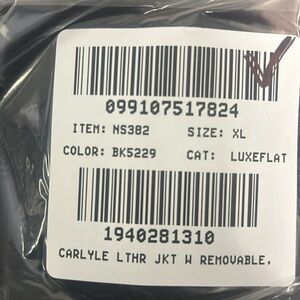 099107517824
ITEM: NS382 SIZE: XL
COLOR: BK5229 CAT: LUXEFLAT
1940281310
CARLYLE LTHR JKT W REMOVABLE,